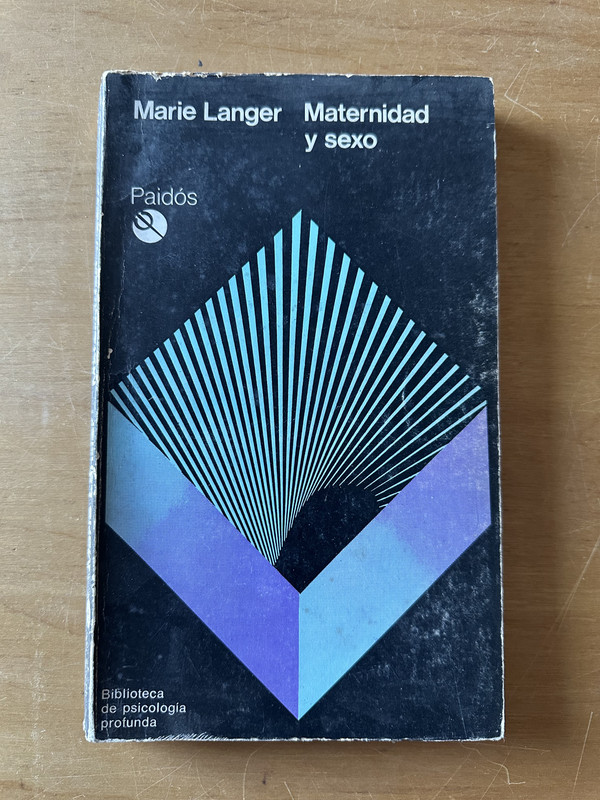 Marie Langer
Maternidad
y sexo
Paidós
Biblioteca
de psicología
profunda